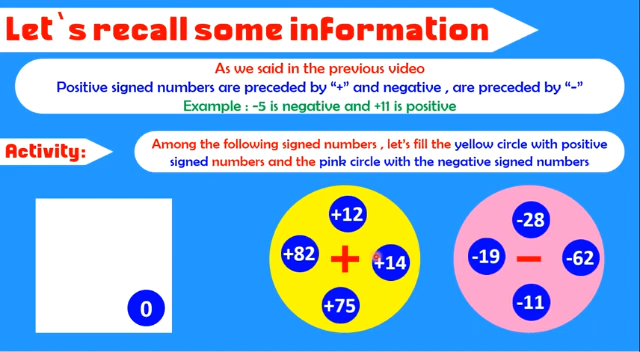 Let`s recall some information
As we said in the previous video
Positive signed numbers are preceded by “+” and negative , are preceded by “-”
Example : -5 is negative and +11 is positive
Activity:
Among the following signed numbers , let’s fill the yellow circle with positive
signed numbers and the pink circle with the negative signed numbers
+12
-28
+82
+
+14
-19
−
-62
+75
-11
0